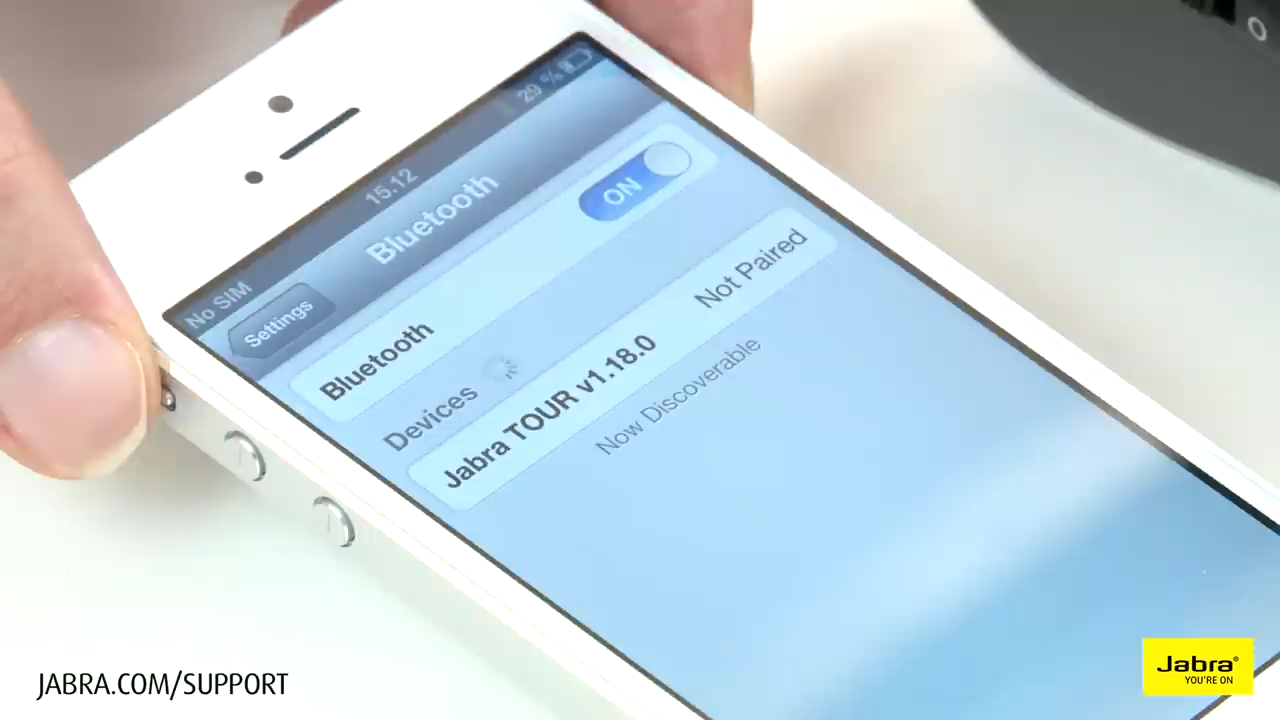 No SIM
15.12
29 %
Settings
Bluetooth
Bluetooth
ON
Devices
Jabra TOUR v1.18.0
Not Paired
Now Discoverable
JABRA.COM/SUPPORT
Jabra®
YOU'RE ON